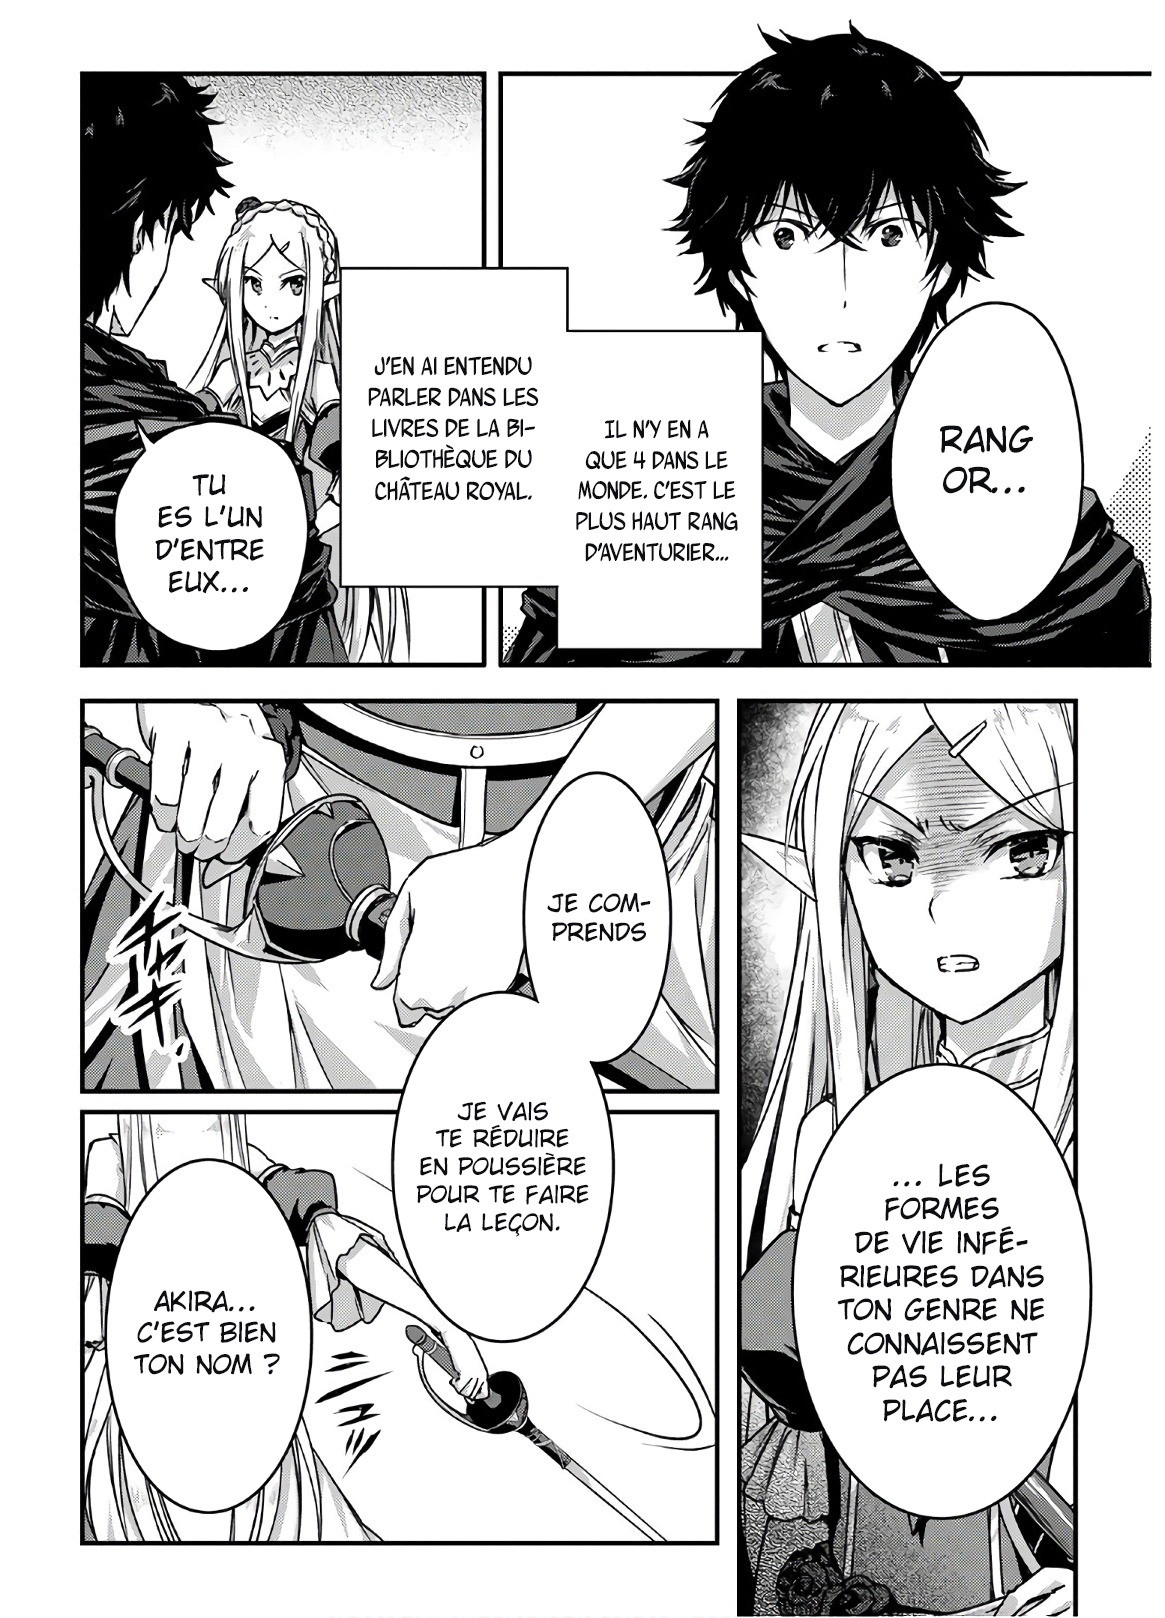 RANG
OR...
IL N'Y EN A
QUE 4 DANS LE
MONDE. C'EST LE
PLUS HAUT RANG
D'AVENTURIER...
J'EN AI ENTENDU
PARLER DANS LES
LIVRES DE LA BI-
BLIOTHÈQUE DU
CHÂTEAU ROYAL.
TU
ES L'UN
D'ENTRE
EUX...
... LES
FORMES
DE VIE INFÉ-
RIEURES DANS
TON GENRE NE
CONNAISSENT
PAS LEUR
PLACE...
JE COM-
PRENDS
JE VAIS
TE RÉDUIRE
EN POUSSIÈRE
POUR TE FAIRE
LA LEÇON.
AKIRA...
C'EST BIEN
TON NOM ?